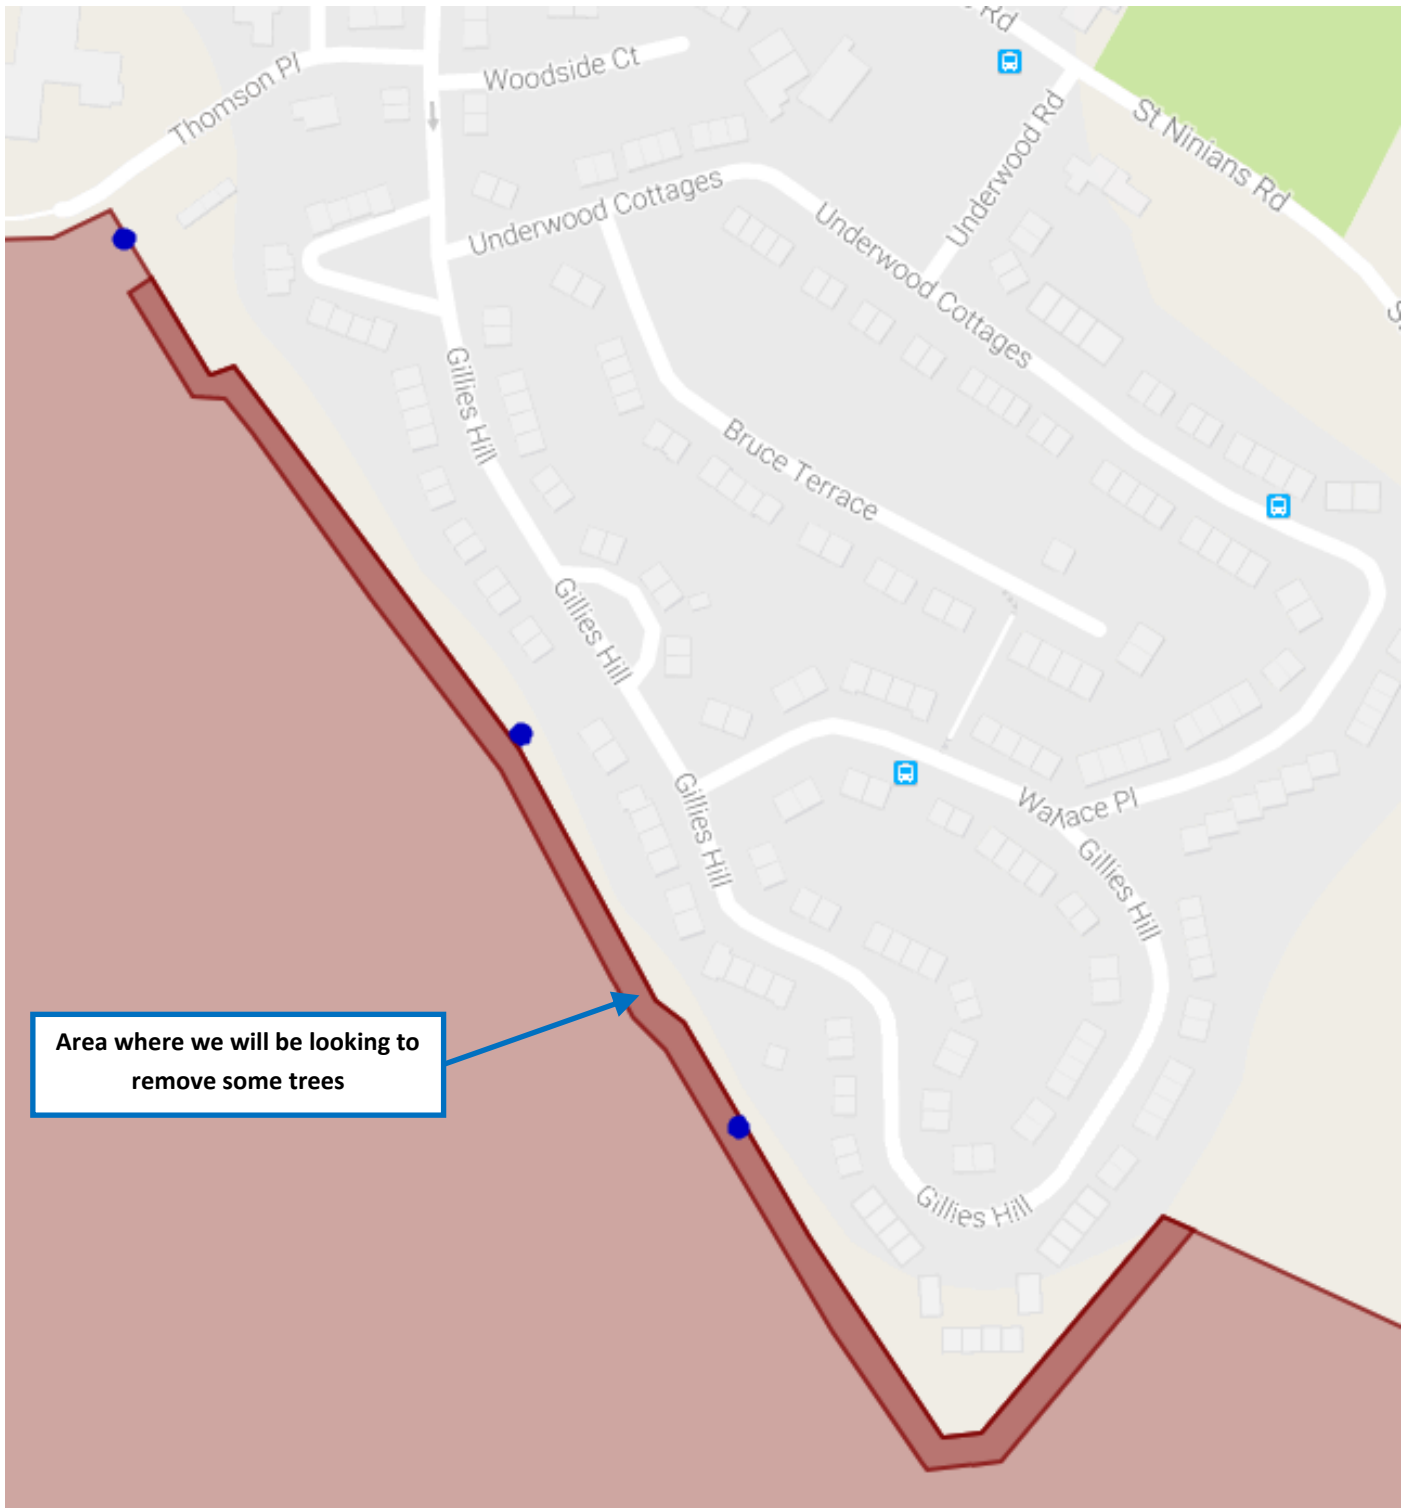 s Rd
Woodside Ct
Thomson Pl
St Ninians Rd
Underwood Rd
Underwood Cottages
Underwood Cottages
S
Gillies Hill
Bruce Terrace
Gillies Hill
Gillies Hill
Wallace Pl
Gillies Hill
Area where we will be looking to
remove some trees
Gillies Hill